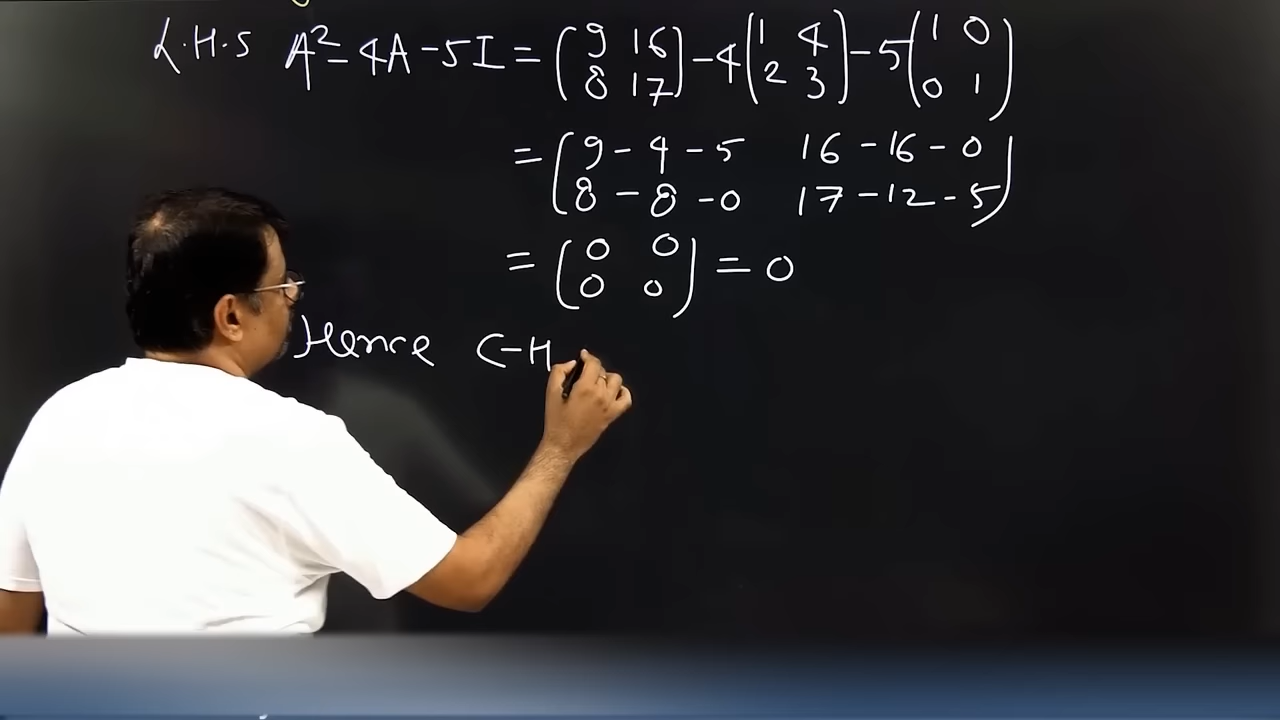 L.H.S A² - 4A - 5I = (9 16 8 17) - 4(1 4 2 3) - 5(1 0 0 1)
= (9 - 4 - 5 16 - 16 - 0
8 - 8 - 0 17 - 12 - 5)
= (0 0 0 0) = 0
Hence C-H